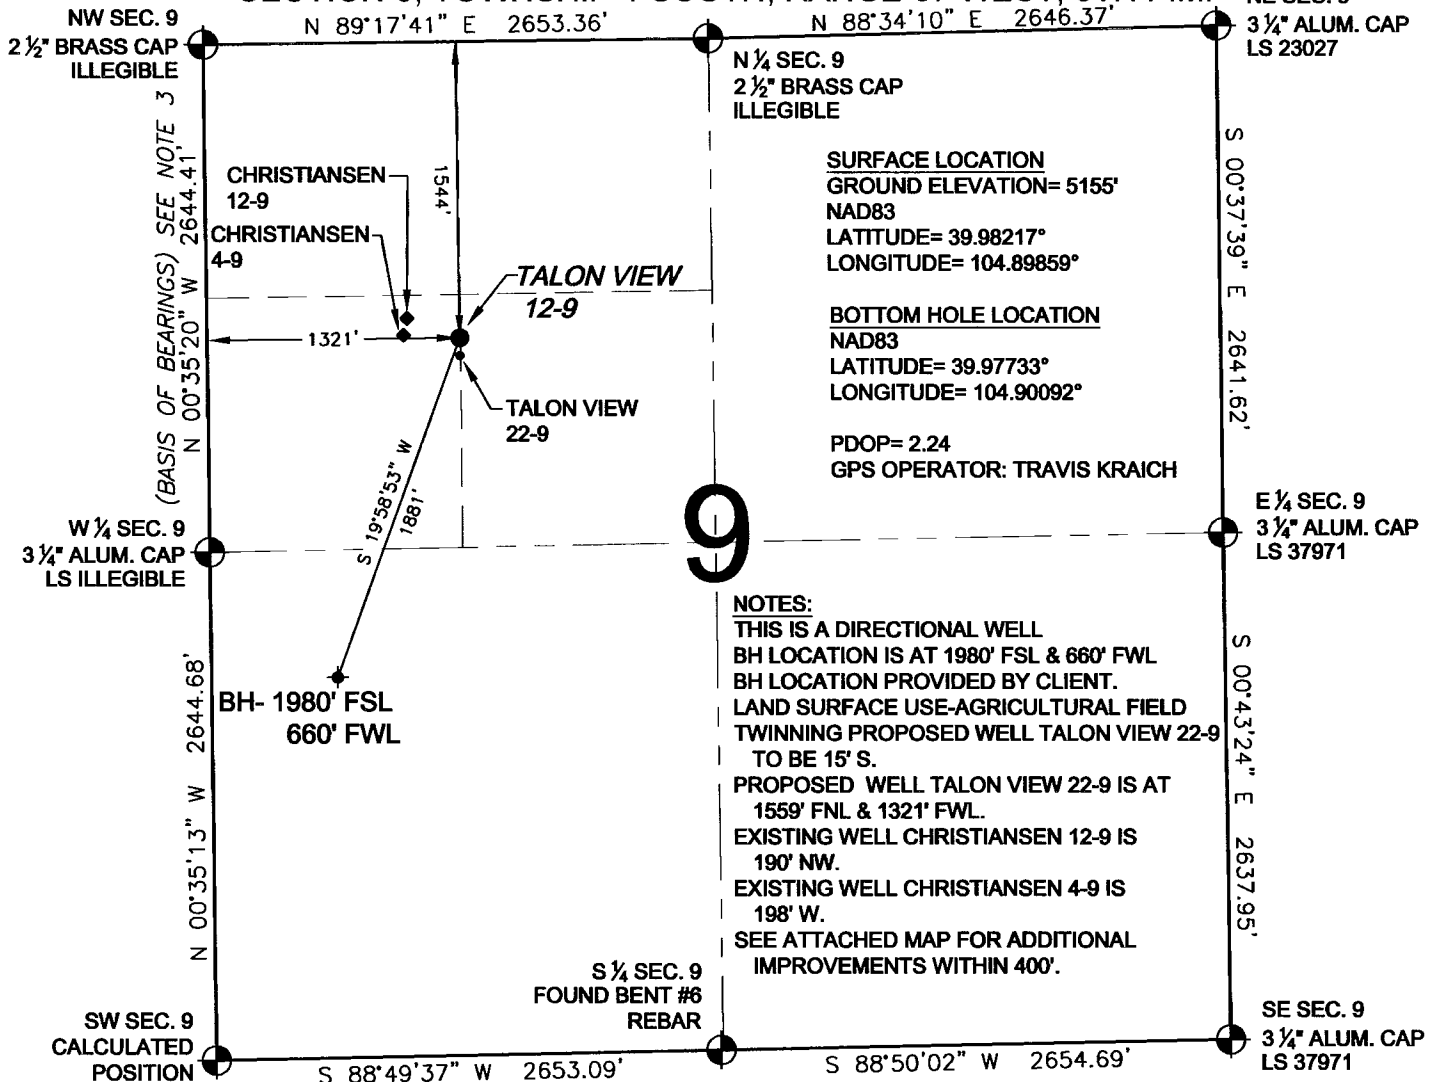 NW SEC. 9
2 ½" BRASS CAP
ILLEGIBLE
N 89°17'41" E 2653.36'
N 88°34'10" E 2646.37'
3 ¼" ALUM. CAP
LS 23027
N ¼ SEC. 9
2 ½" BRASS CAP
ILLEGIBLE
(BASIS OF BEARINGS) SEE NOTE 3
N 00°35'20" W 2644.41'
CHRISTIANSEN
12-9
CHRISTIANSEN
4-9
1544'
1321'
TALON VIEW
12-9
TALON VIEW
22-9
S 19°58'53" W
1881'
SURFACE LOCATION
GROUND ELEVATION= 5155'
NAD83
LATITUDE= 39.98217°
LONGITUDE= 104.89859°
BOTTOM HOLE LOCATION
NAD83
LATITUDE= 39.97733°
LONGITUDE= 104.90092°
PDOP= 2.24
GPS OPERATOR: TRAVIS KRAICH
S 00°37'39" E 2641.62'
W ¼ SEC. 9
3 ¼" ALUM. CAP
LS ILLEGIBLE
9
E ¼ SEC. 9
3 ¼" ALUM. CAP
LS 37971
BH- 1980' FSL
660' FWL
N 00°35'13" W 2644.68'
NOTES:
THIS IS A DIRECTIONAL WELL
BH LOCATION IS AT 1980' FSL & 660' FWL
BH LOCATION PROVIDED BY CLIENT.
LAND SURFACE USE-AGRICULTURAL FIELD
TWINNING PROPOSED WELL TALON VIEW 22-9
TO BE 15' S.
PROPOSED WELL TALON VIEW 22-9 IS AT
1559' FNL & 1321' FWL.
EXISTING WELL CHRISTIANSEN 12-9 IS
190' NW.
EXISTING WELL CHRISTIANSEN 4-9 IS
198' W.
SEE ATTACHED MAP FOR ADDITIONAL
IMPROVEMENTS WITHIN 400'.
S 00°43'24" E 2637.95'
S ¼ SEC. 9
FOUND BENT #6
REBAR
SW SEC. 9
CALCULATED
POSITION
S 88°49'37" W 2653.09'
S 88°50'02" W 2654.69'
SE SEC. 9
3 ¼" ALUM. CAP
LS 37971